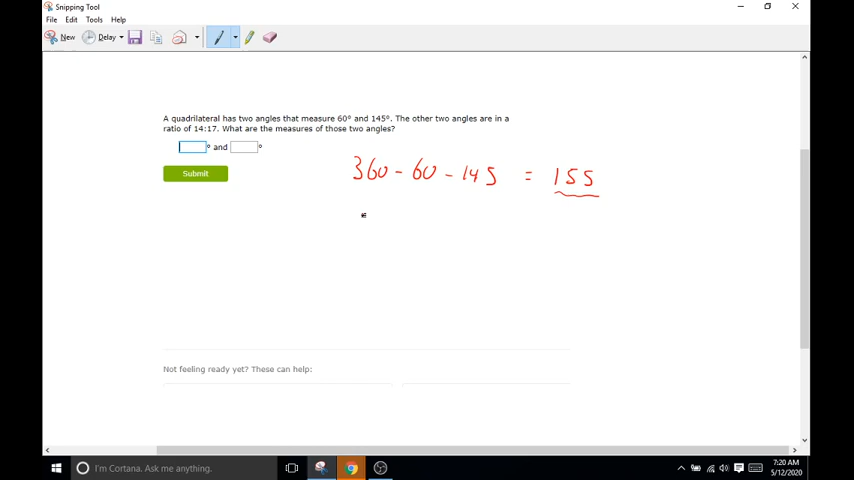 Snipping Tool
File Edit Tools Help
New Delay
A quadrilateral has two angles that measure 60° and 145°. The other two angles are in a
ratio of 14:17. What are the measures of those two angles?
° and °
Submit
360 - 60 - 145 = 155
Not feeling ready yet? These can help:
I'm Cortana. Ask me anything.
7:20 AM
5/12/2020